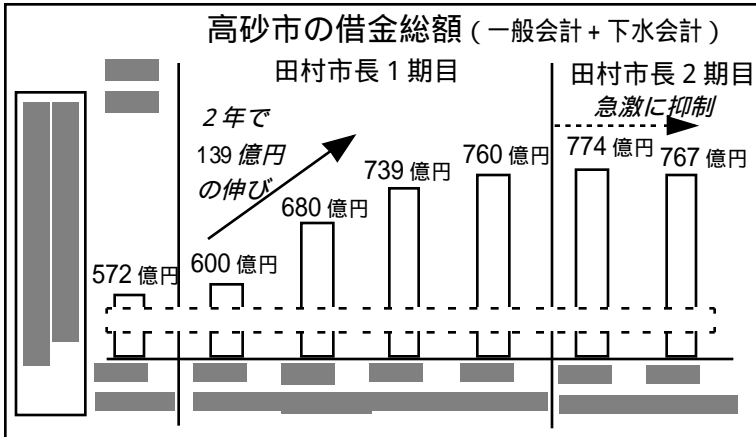 高砂市の借金総額(一般会計+下水会計)
田村市長1期目
田村市長2期目
急激に抑制
2年で
139億円
の伸び
572億円
600億円
680億円
739億円
760億円
774億円
767億円